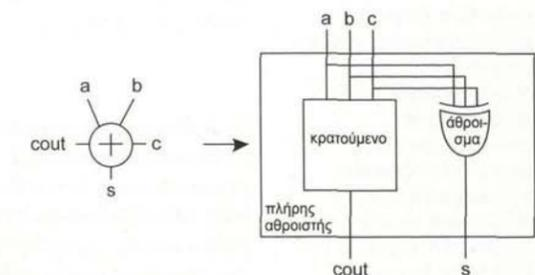 a b c
a b
cout c
s
κρατούμενο
άθροι-
σμα
πλήρης
αθροιστής
cout s